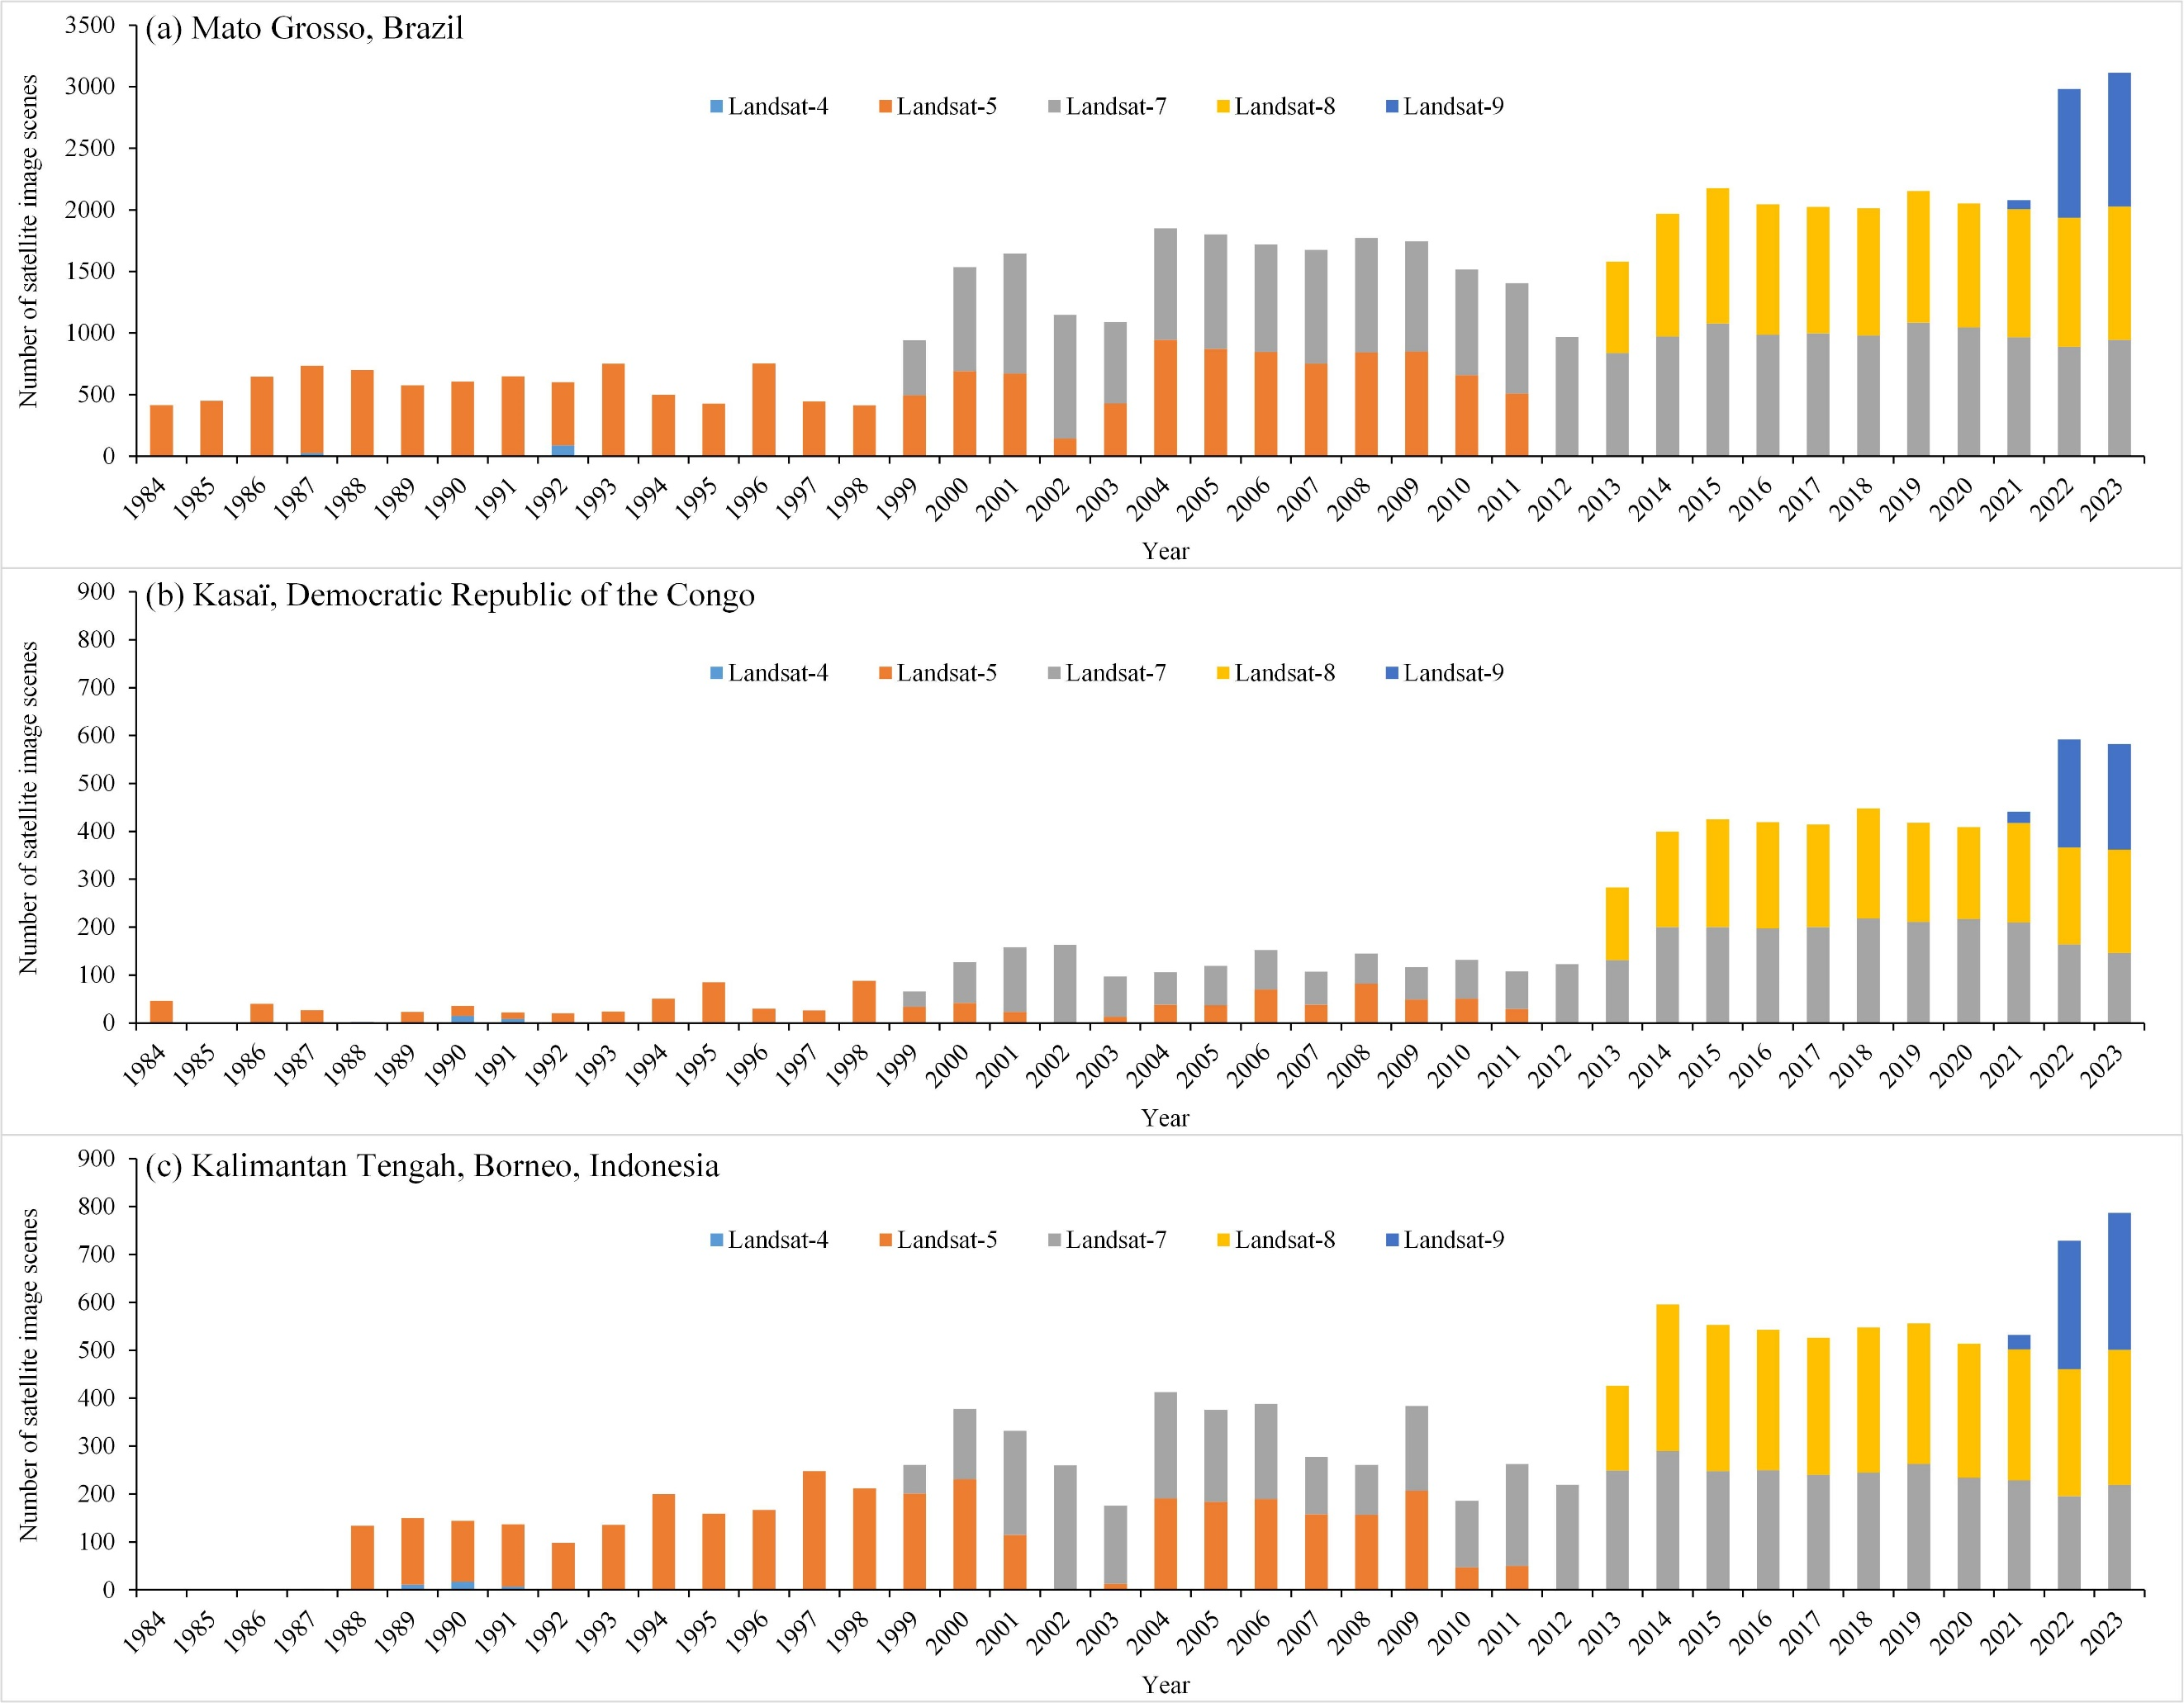 (a) Mato Grosso, Brazil
Number of satellite image scenes
3500
3000
2500
2000
1500
1000
500
0
Landsat-4 Landsat-5 Landsat-7 Landsat-8 Landsat-9
1984 1985 1986 1987 1988 1989 1990 1991 1992 1993 1994 1995 1996 1997 1998 1999 2000 2001 2002 2003 2004 2005 2006 2007 2008 2009 2010 2011 2012 2013 2014 2015 2016 2017 2018 2019 2020 2021 2022 2023
Year
(b) Kasaï, Democratic Republic of the Congo
Number of satellite image scenes
900
800
700
600
500
400
300
200
100
0
Landsat-4 Landsat-5 Landsat-7 Landsat-8 Landsat-9
1984 1985 1986 1987 1988 1989 1990 1991 1992 1993 1994 1995 1996 1997 1998 1999 2000 2001 2002 2003 2004 2005 2006 2007 2008 2009 2010 2011 2012 2013 2014 2015 2016 2017 2018 2019 2020 2021 2022 2023
Year
(c) Kalimantan Tengah, Borneo, Indonesia
Number of satellite image scenes
900
800
700
600
500
400
300
200
100
0
Landsat-4 Landsat-5 Landsat-7 Landsat-8 Landsat-9
1984 1985 1986 1987 1988 1989 1990 1991 1992 1993 1994 1995 1996 1997 1998 1999 2000 2001 2002 2003 2004 2005 2006 2007 2008 2009 2010 2011 2012 2013 2014 2015 2016 2017 2018 2019 2020 2021 2022 2023
Year